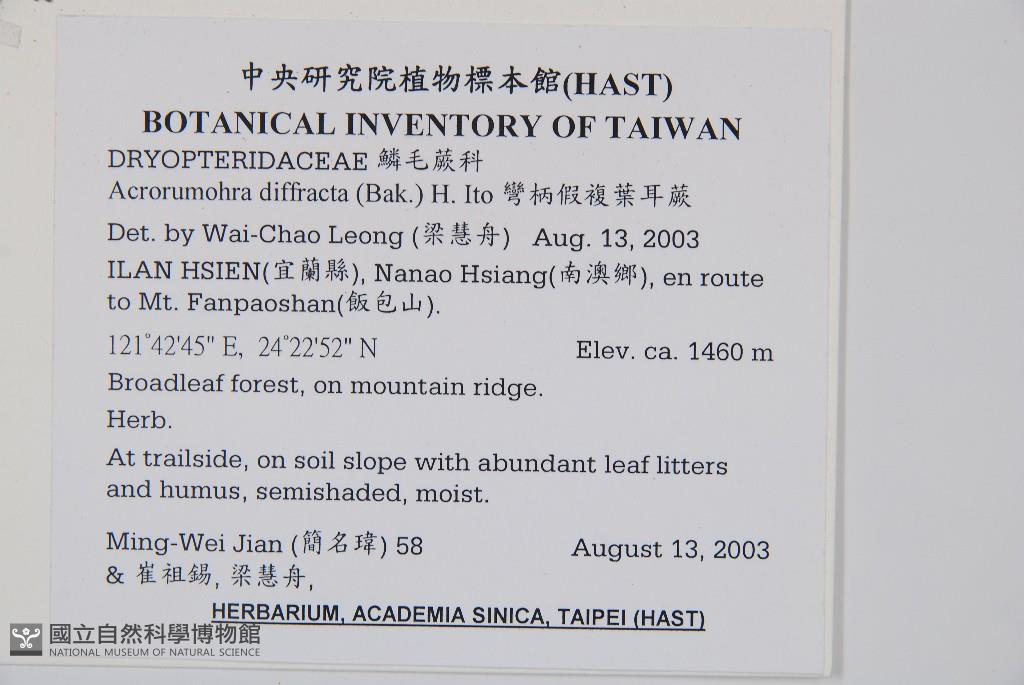 中央研究院植物標本館(HAST)
BOTANICAL INVENTORY OF TAIWAN
DRYOPTERIDACEAE 鱗毛蕨科
Acrorumohra diffracta (Bak.) H. Ito 彎柄假複葉耳蕨
Det. by Wai-Chao Leong (梁慧舟) Aug. 13, 2003
ILAN HSIEN(宜蘭縣), Nanao Hsiang(南澳鄉), en route
to Mt. Fanpaoshan(飯包山).
121°42'45" E, 24°22'52" N Elev. ca. 1460 m
Broadleaf forest, on mountain ridge.
Herb.
At trailside, on soil slope with abundant leaf litters
and humus, semishaded, moist.
Ming-Wei Jian (簡名瑋) 58 August 13, 2003
& 崔祖錫, 梁慧舟,
HERBARIUM, ACADEMIA SINICA, TAIPEI (HAST)
國立自然科學博物館
NATIONAL MUSEUM OF NATURAL SCIENCE